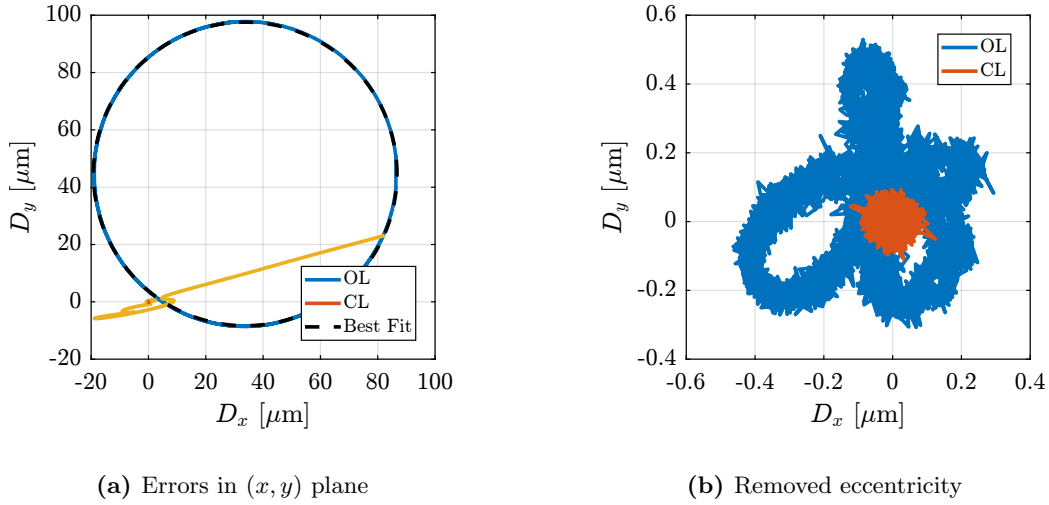 100
80
60
40
20
0
-20
-20
0
20
40
60
80
100
D_y [μm]
D_x [μm]
OL
CL
Best Fit
(a) Errors in (x, y) plane
0.6
0.4
0.2
0
-0.2
-0.4
-0.6
-0.4
-0.2
0
0.2
0.4
D_y [μm]
D_x [μm]
OL
CL
(b) Removed eccentricity